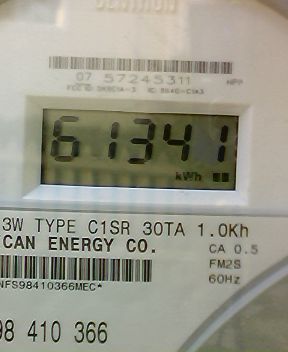 CENTRON
07 57245311
61341
kWh
3W TYPE C1SR 30TA 1.0Kh
CAN ENERGY CO.
CA 0.5
FM2S
60Hz
NFS98410366MEC*
98 410 366